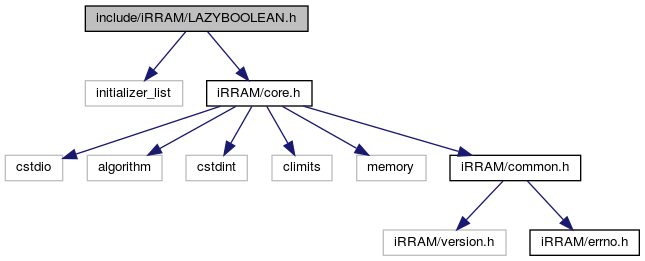 include/iRRAM/LAZYBOOLEAN.h
initializer_list
iRRAM/core.h
cstdio
algorithm
cstdint
climits
memory
iRRAM/common.h
iRRAM/version.h
iRRAM/errno.h